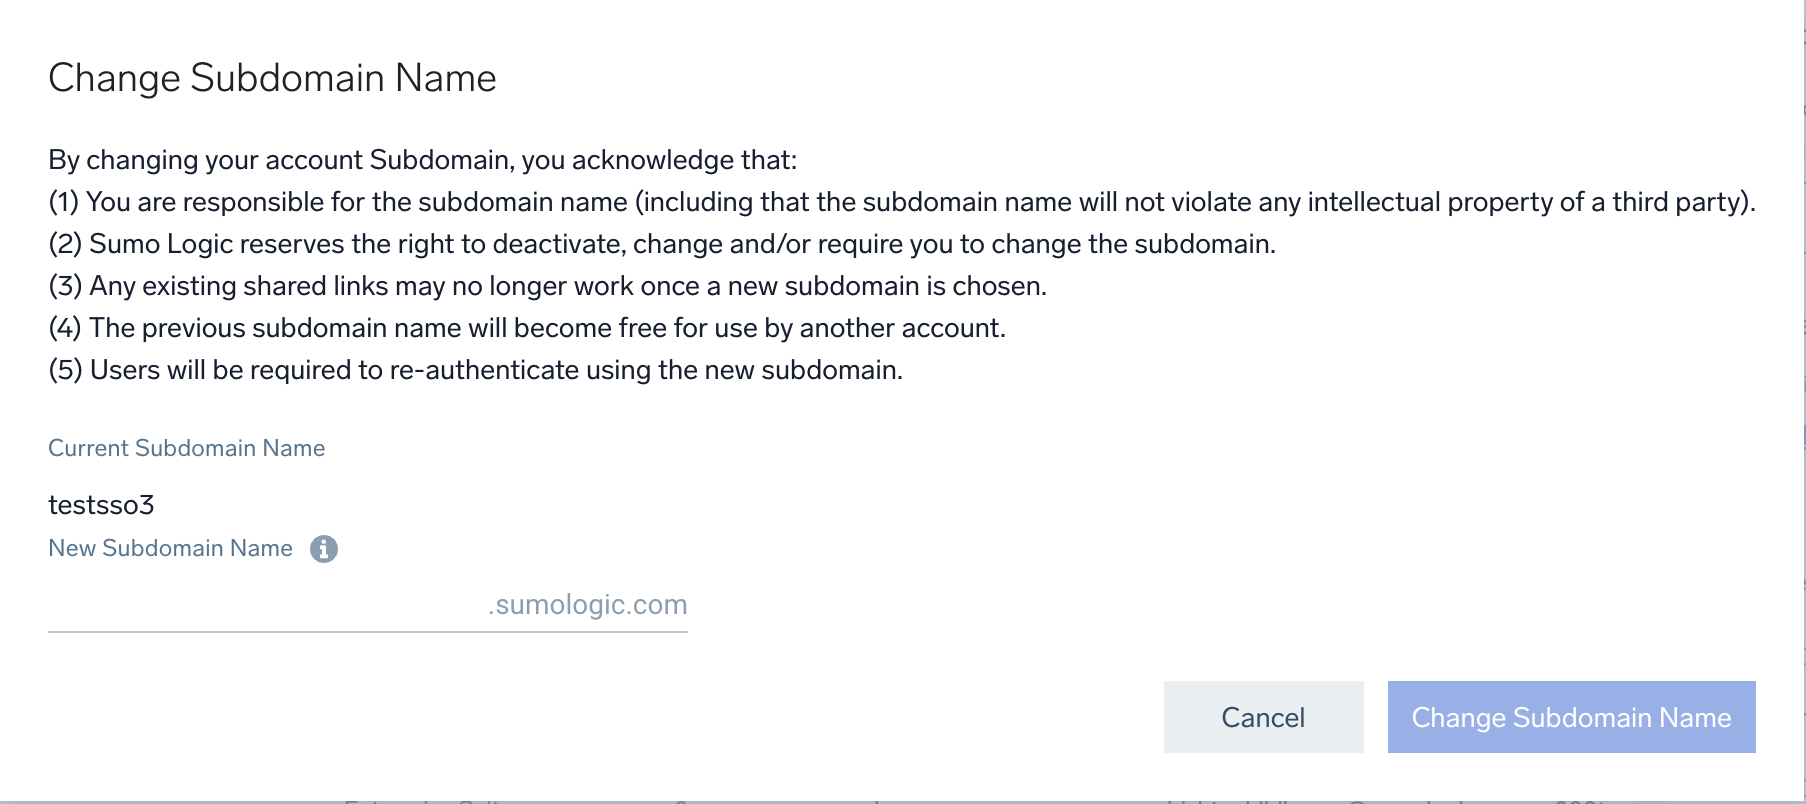 Change Subdomain Name
By changing your account Subdomain, you acknowledge that:
(1) You are responsible for the subdomain name (including that the subdomain name will not violate any intellectual property of a third party).
(2) Sumo Logic reserves the right to deactivate, change and/or require you to change the subdomain.
(3) Any existing shared links may no longer work once a new subdomain is chosen.
(4) The previous subdomain name will become free for use by another account.
(5) Users will be required to re-authenticate using the new subdomain.
Current Subdomain Name
testsso3
New Subdomain Name
.sumologic.com
Cancel
Change Subdomain Name